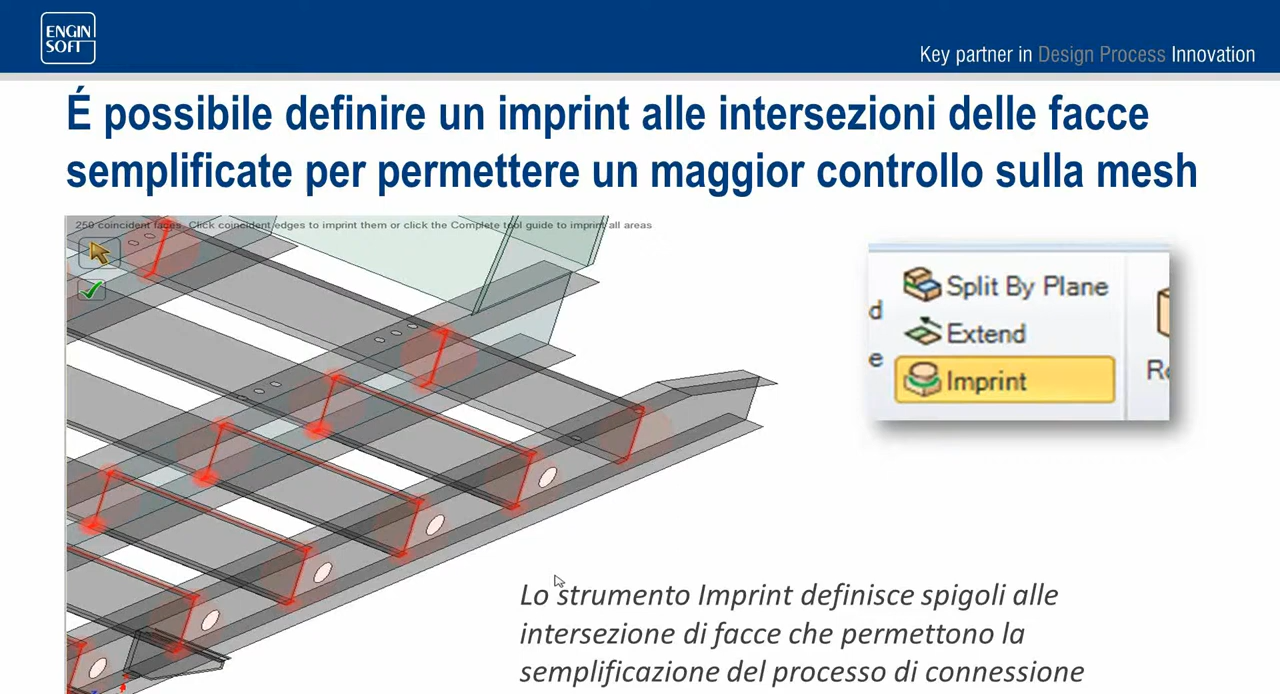 ENGIN
SOFT
Key partner in Design Process Innovation
É possibile definire un imprint alle intersezioni delle facce
semplificate per permettere un maggior controllo sulla mesh
250 coincident faces. Click coincident edges to imprint them or click the Complete tool guide to imprint all areas
Split By Plane
d
Extend
e
Imprint
Lo strumento Imprint definisce spigoli alle
intersezione di facce che permettono la
semplificazione del processo di connessione